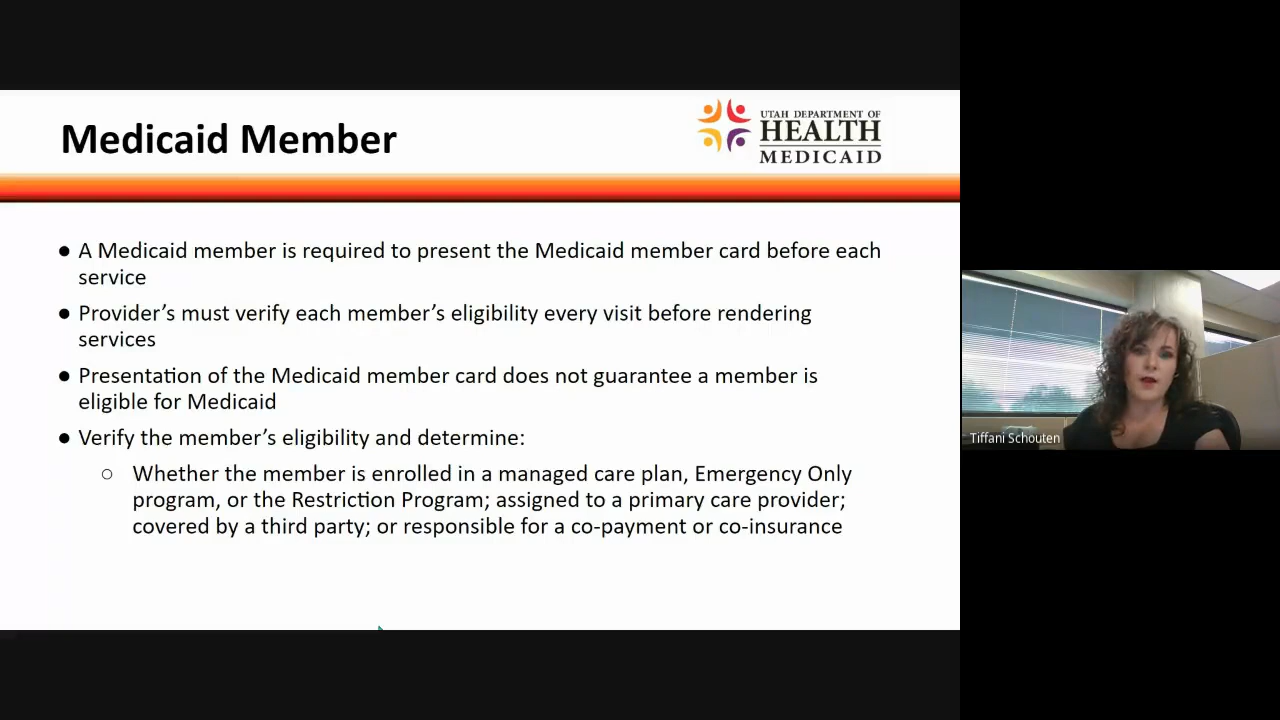 Medicaid Member
UTAH DEPARTMENT OF
HEALTH
MEDICAID
● A Medicaid member is required to present the Medicaid member card before each
service
● Provider’s must verify each member’s eligibility every visit before rendering
services
● Presentation of the Medicaid member card does not guarantee a member is
eligible for Medicaid
● Verify the member’s eligibility and determine:
○ Whether the member is enrolled in a managed care plan, Emergency Only
program, or the Restriction Program; assigned to a primary care provider;
covered by a third party; or responsible for a co-payment or co-insurance
Tiffani Schouten